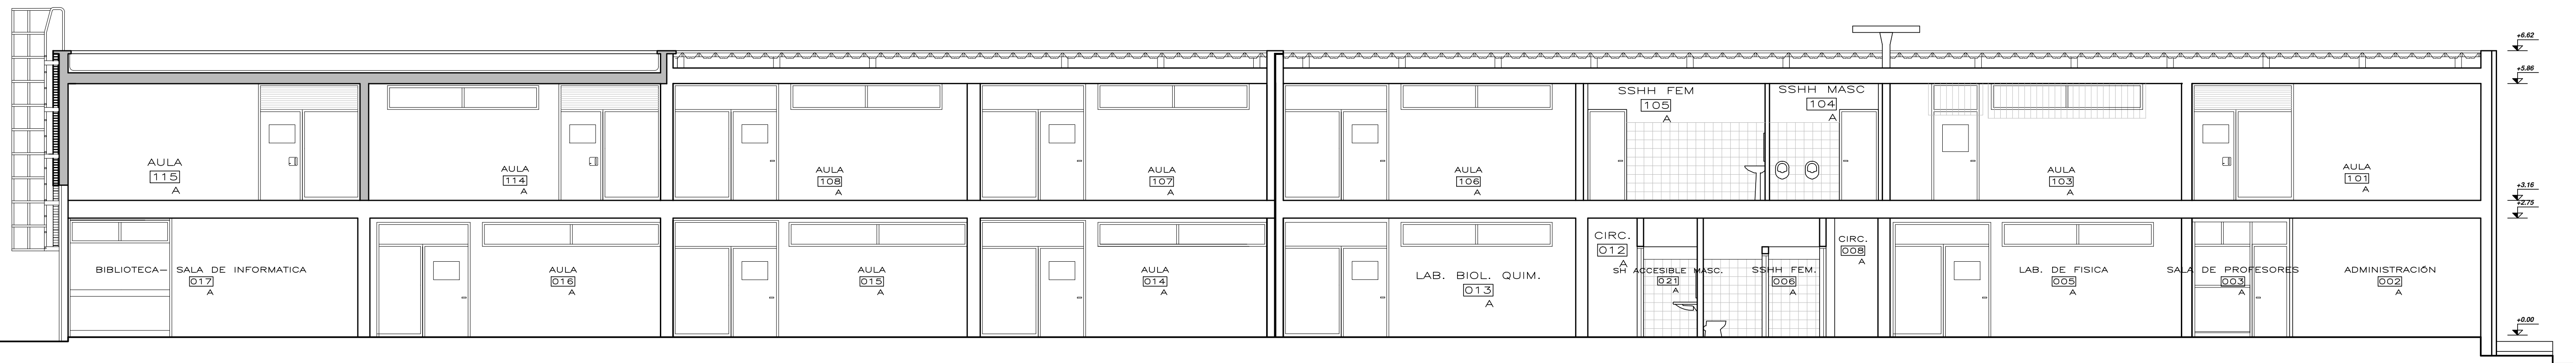 +6.62
+5.86
SSHH FEM
105
A
SSHH MASC
104
A
AULA
115
A
AULA
114
A
AULA
108
A
AULA
107
A
AULA
106
A
AULA
103
A
AULA
101
A
+3.16
+2.75
BIBLIOTECA- SALA DE INFORMATICA
017
A
AULA
016
A
AULA
015
A
AULA
014
A
LAB. BIOL. QUIM.
013
A
CIRC.
012
A
SH ACCESIBLE MASC.
021
A
SSHH FEM.
006
A
CIRC.
008
A
LAB. DE FISICA
005
A
SALA DE PROFESORES
003
A
ADMINISTRACIÓN
002
A
+0.00